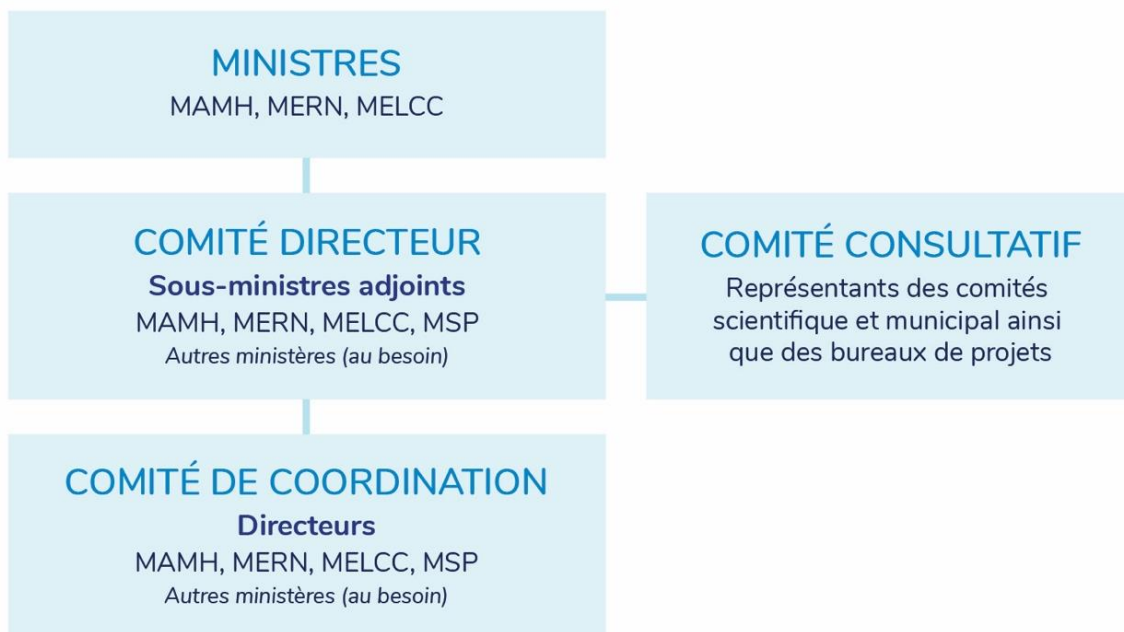 MINISTRES
MAMH, MERN, MELCC
COMITÉ DIRECTEUR
Sous-ministres adjoints
MAMH, MERN, MELCC, MSP
Autres ministères (au besoin)
COMITÉ CONSULTATIF
Représentants des comités
scientifique et municipal ainsi
que des bureaux de projets
COMITÉ DE COORDINATION
Directeurs
MAMH, MERN, MELCC, MSP
Autres ministères (au besoin)